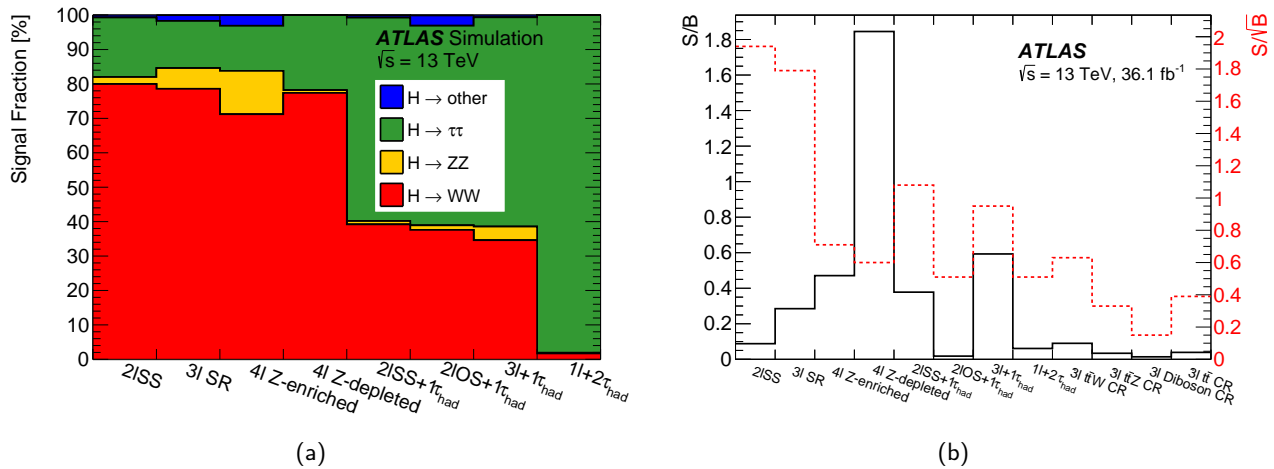 Signal Fraction [%]
100
90
80
70
60
50
40
30
20
10
0
ATLAS Simulation
√s = 13 TeV
H → other
H → ττ
H → ZZ
H → WW
2lSS
3l SR
4l Z-enriched
4l Z-depleted
2lSS+1τhad
2lOS+1τhad
3l+1τhad
1l+2τhad
(a)
S/B
1.8
1.6
1.4
1.2
1
0.8
0.6
0.4
0.2
0
ATLAS
√s = 13 TeV, 36.1 fb⁻¹
S/√B
2
1.8
1.6
1.4
1.2
1
0.8
0.6
0.4
0.2
0
2lSS
3l SR
4l Z-enriched
4l Z-depleted
2lSS+1τhad
2lOS+1τhad
3l+1τhad
1l+2τhad
3l tt̄W CR
3l tt̄Z CR
3l Diboson CR
3l tt̄ CR
(b)